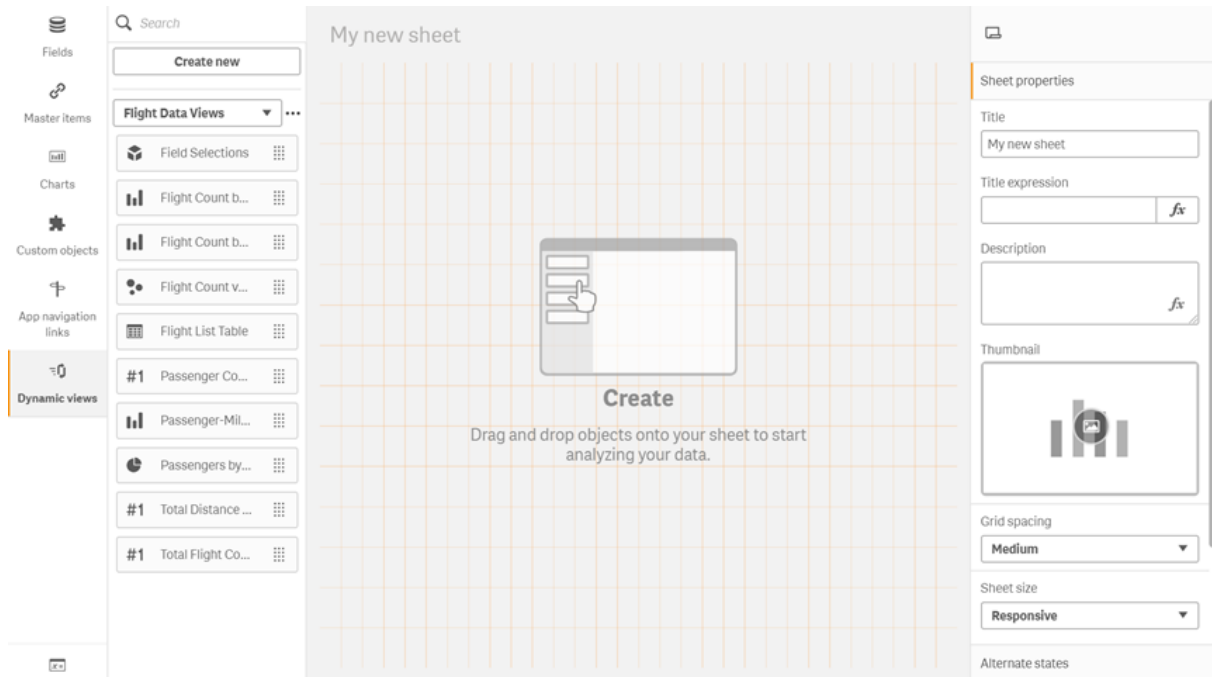 Fields
Master items
Charts
Custom objects
App navigation
links
Dynamic views
Search
Create new
Flight Data Views
Field Selections
Flight Count b...
Flight Count b...
Flight Count v...
Flight List Table
#1 Passenger Co...
Passenger-Mil...
Passengers by...
#1 Total Distance ...
#1 Total Flight Co...
My new sheet
Create
Drag and drop objects onto your sheet to start
analyzing your data.
Sheet properties
Title
My new sheet
Title expression
fx
Description
fx
Thumbnail
Grid spacing
Medium
Sheet size
Responsive
Alternate states